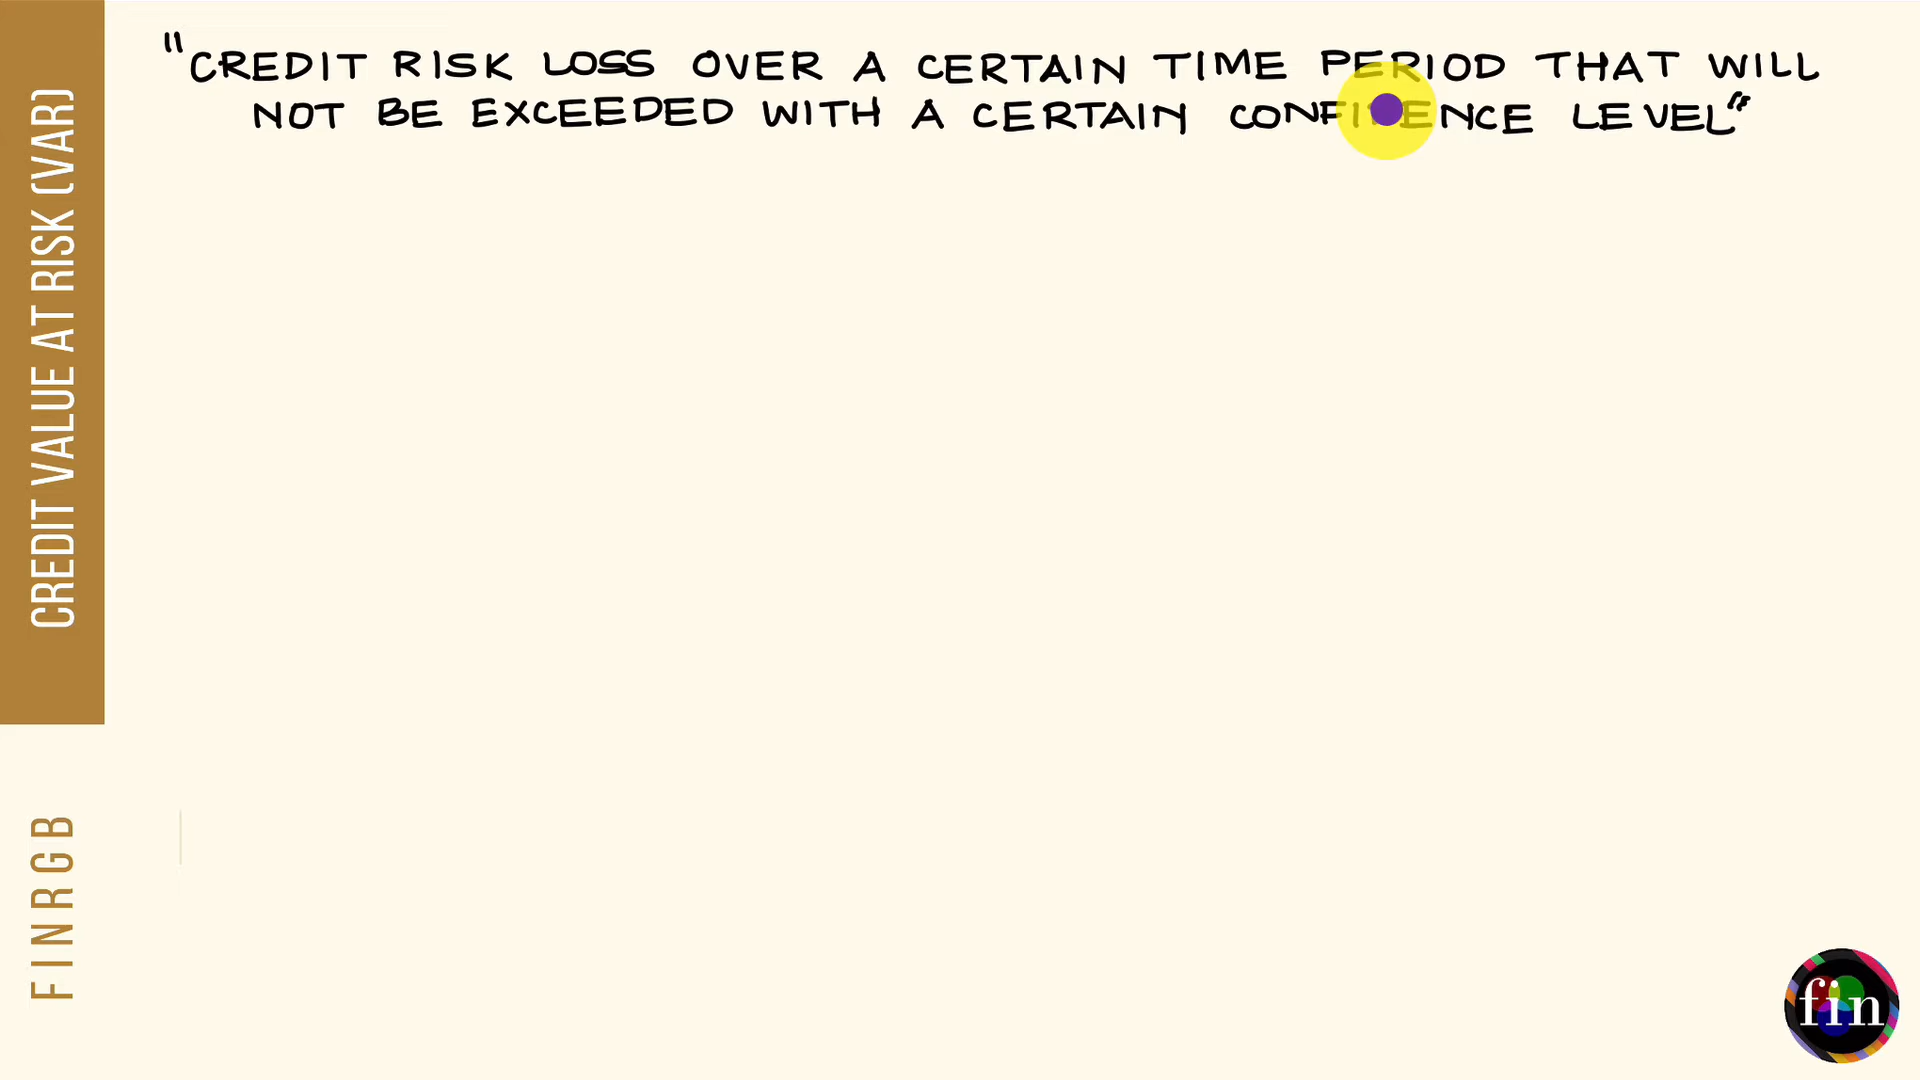 "CREDIT RISK LOSS OVER A CERTAIN TIME PERIOD THAT WILL
NOT BE EXCEEDED WITH A CERTAIN CONFIDENCE LEVEL"
CREDIT VALUE AT RISK (VAR)
FINRGB
fin